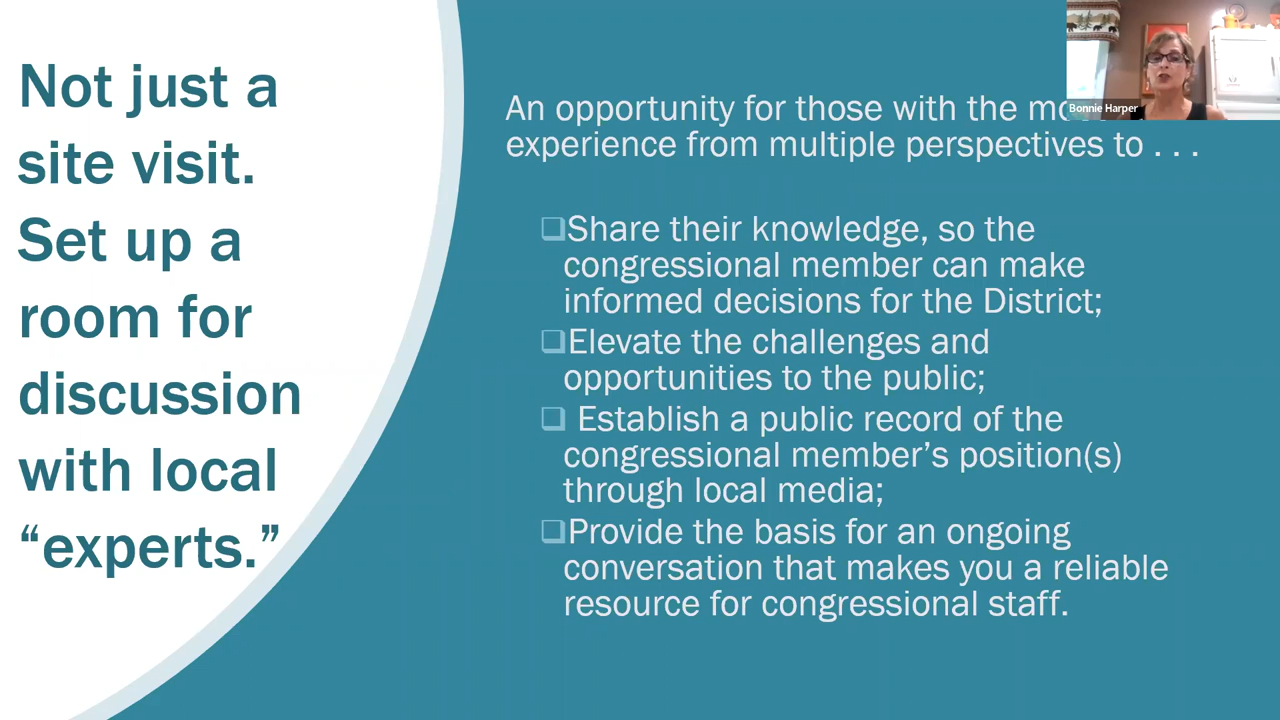 Not just a
site visit.
Set up a
room for
discussion
with local
“experts.”
An opportunity for those with the
experience from multiple perspectives to . . .
❑Share their knowledge, so the
congressional member can make
informed decisions for the District;
❑Elevate the challenges and
opportunities to the public;
❑ Establish a public record of the
congressional member’s position(s)
through local media;
❑Provide the basis for an ongoing
conversation that makes you a reliable
resource for congressional staff.
Bonnie Harper